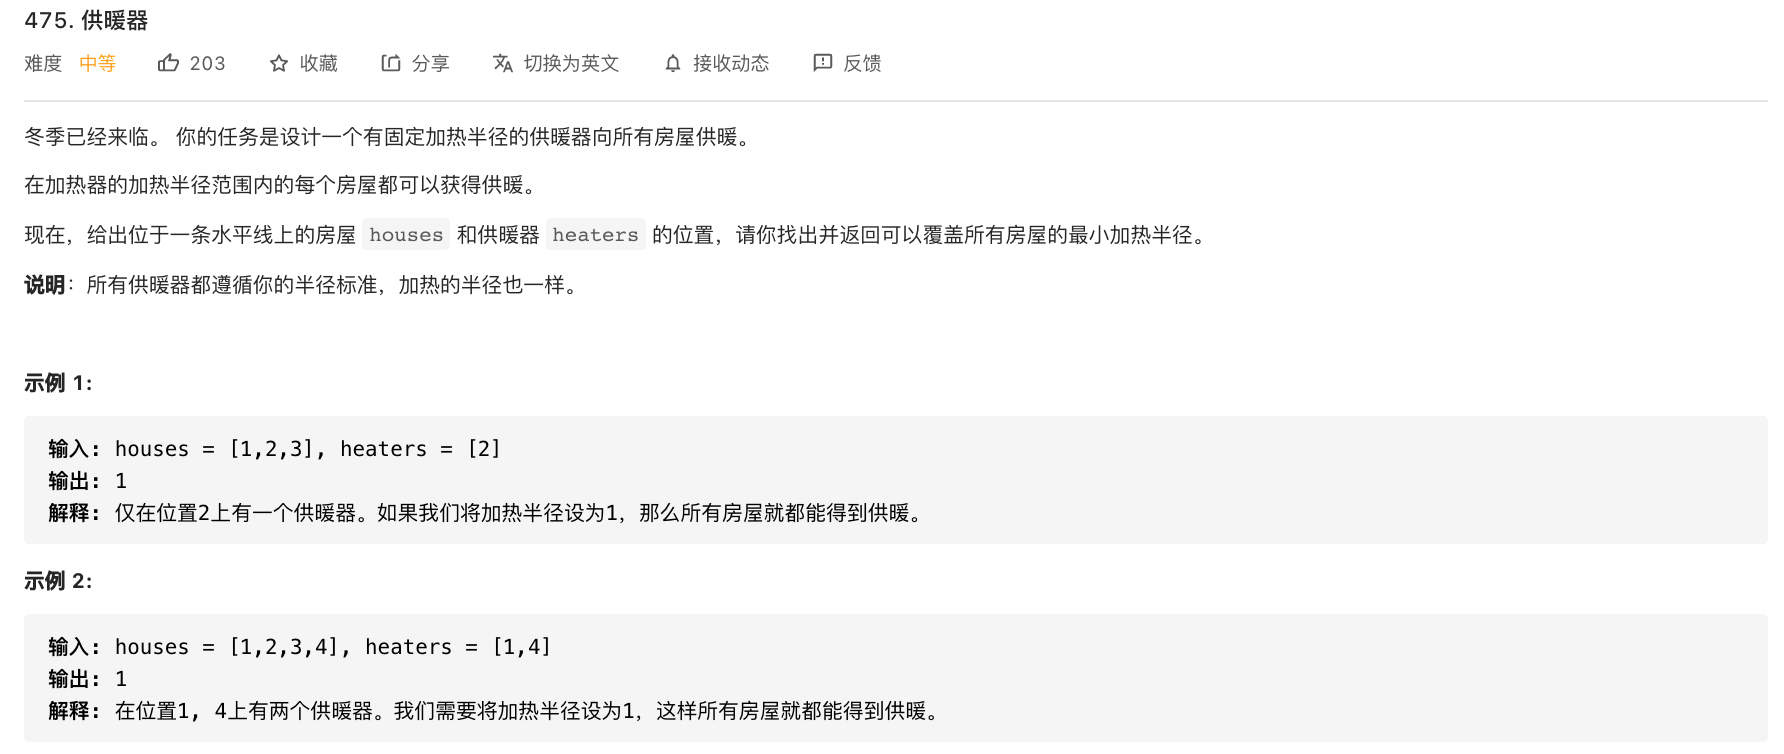 475. 供暖器
难度 中等 203 收藏 分享 切换为英文 接收动态 反馈
冬季已经来临。 你的任务是设计一个有固定加热半径的供暖器向所有房屋供暖。
在加热器的加热半径范围内的每个房屋都可以获得供暖。
现在，给出位于一条水平线上的房屋 houses 和供暖器 heaters 的位置，请你找出并返回可以覆盖所有房屋的最小加热半径。
说明：所有供暖器都遵循你的半径标准，加热的半径也一样。
示例 1:
输入: houses = [1,2,3], heaters = [2]
输出: 1
解释: 仅在位置2上有一个供暖器。如果我们将加热半径设为1，那么所有房屋就都能得到供暖。
示例 2:
输入: houses = [1,2,3,4], heaters = [1,4]
输出: 1
解释: 在位置1, 4上有两个供暖器。我们需要将加热半径设为1，这样所有房屋就都能得到供暖。